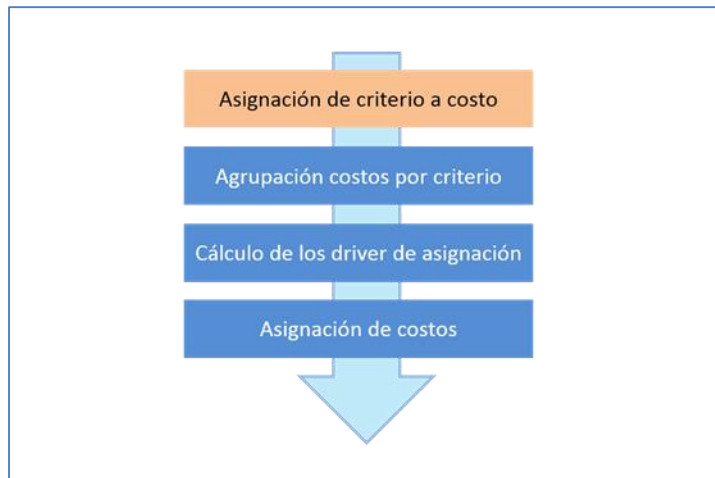 Asignación de criterio a costo
Agrupación costos por criterio
Cálculo de los driver de asignación
Asignación de costos